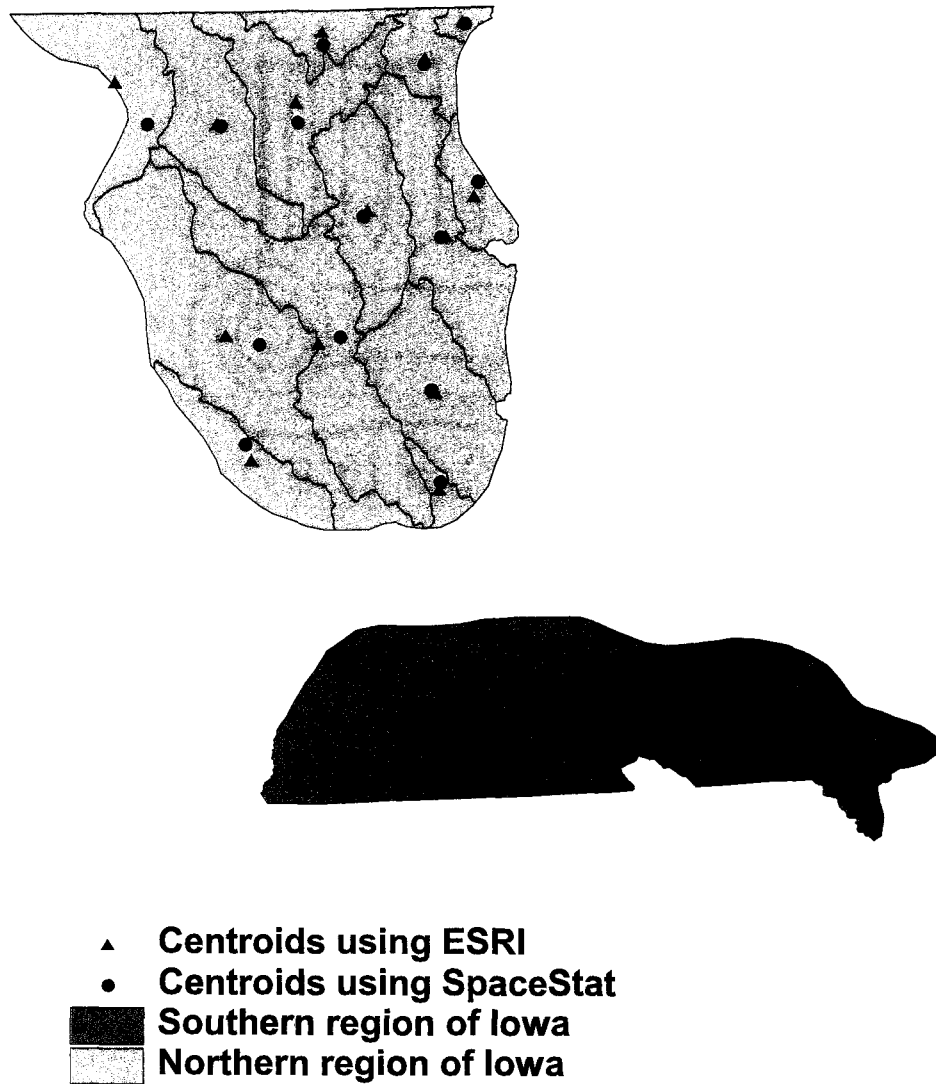 Centroids using ESRI
Centroids using SpaceStat
Southern region of Iowa
Northern region of Iowa